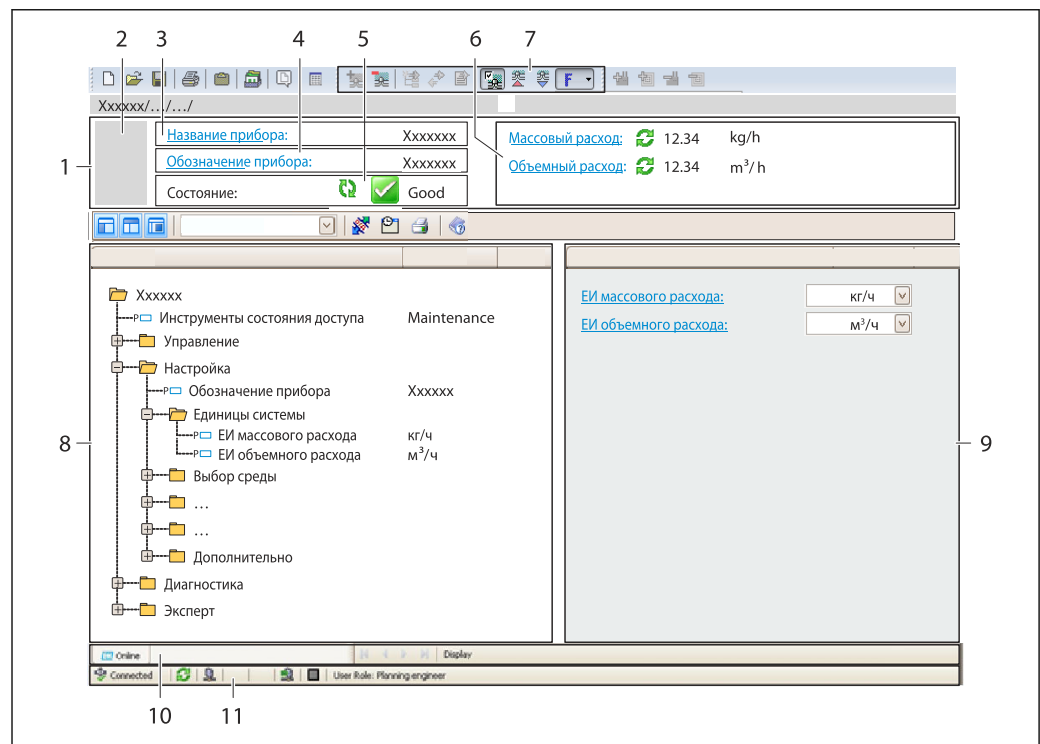 2 3 4 5 6 7
F
Xxxxxx/.../.../
1
Название прибора: Xxxxxxx
Обозначение прибора: Xxxxxxx
Состояние: Good
Массовый расход: 12.34 kg/h
Объемный расход: 12.34 m³/h
8
9
Xxxxxx
P Инструменты состояния доступа Maintenance
Управление
Настройка
P Обозначение прибора Xxxxxx
Единицы системы
P ЕИ массового расхода кг/ч
P ЕИ объемного расхода м³/ч
Выбор среды
...
...
Дополнительно
Диагностика
Эксперт
ЕИ массового расхода: кг/ч
ЕИ объемного расхода: м³/ч
Online Display
Connected User Role: Planning engineer
10 11